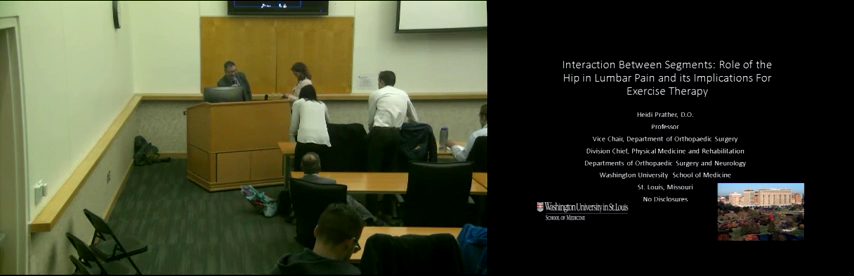 Interaction Between Segments: Role of the
Hip in Lumbar Pain and its Implications For
Exercise Therapy
Heidi Prather, D.O.
Professor
Vice Chair, Department of Orthopaedic Surgery
Division Chief, Physical Medicine and Rehabilitation
Departments of Orthopaedic Surgery and Neurology
Washington University School of Medicine
St. Louis, Missouri
No Disclosures
Washington University in St. Louis
SCHOOL OF MEDICINE